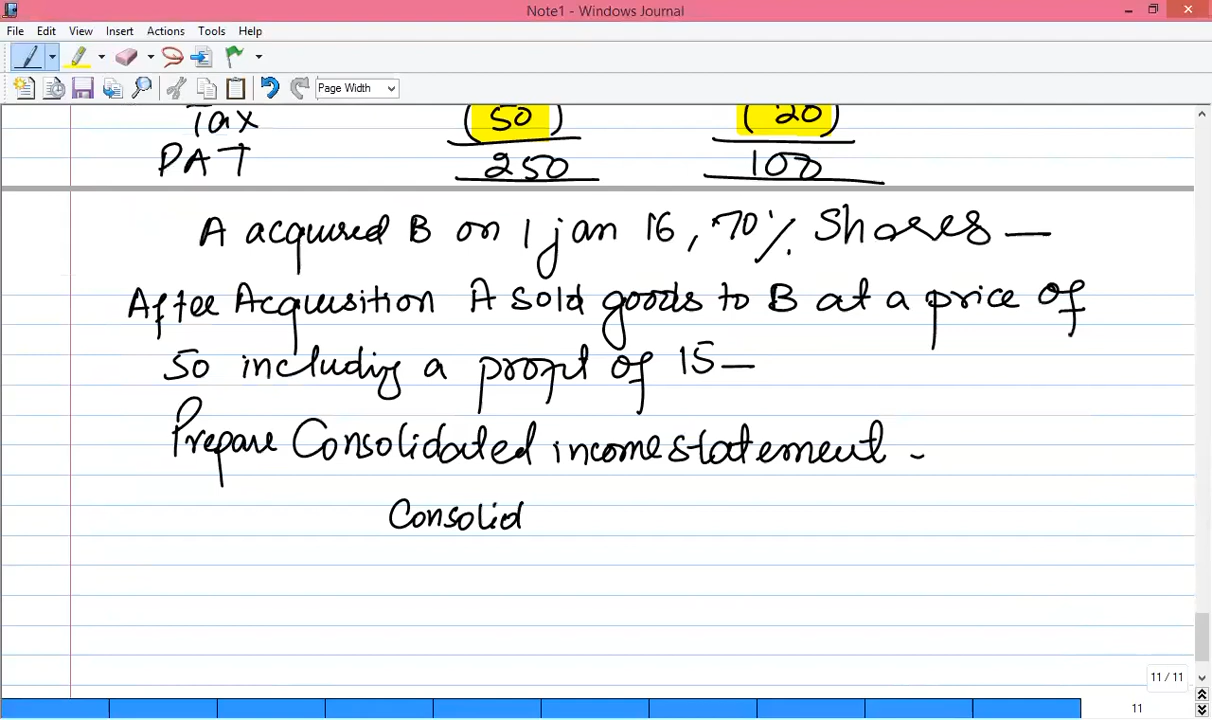 Note1 - Windows Journal
File Edit View Insert Actions Tools Help
Page Width
Tax (50) (20)
PAT 250 100
A acquired B on 1 jan 16, 70% Shares —
After Acquisition A sold goods to B at a price of
50 including a profit of 15 —
Prepare Consolidated income statement .
Consolid
11 / 11
11